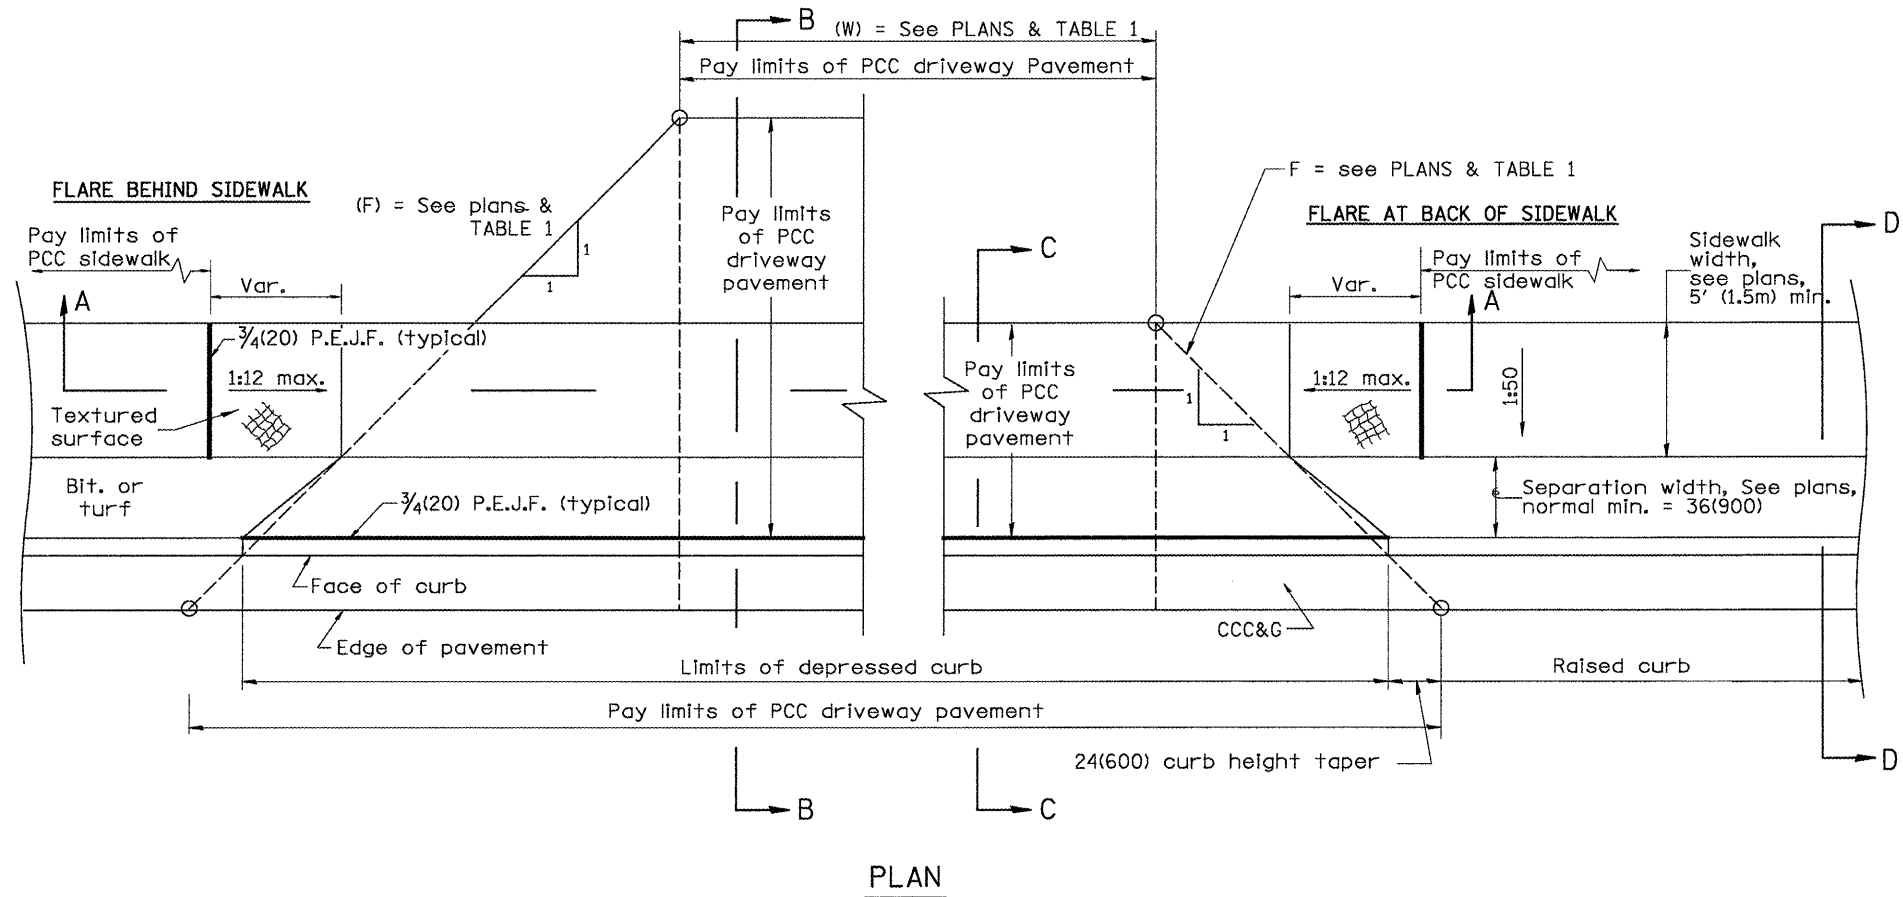 B
(W) = See PLANS & TABLE 1
Pay limits of PCC driveway Pavement
FLARE BEHIND SIDEWALK
(F) = See plans &
TABLE 1
1
1
Pay limits of
PCC sidewalk
Var.
A
3/4(20) P.E.J.F. (typical)
1:12 max.
Textured
surface
Bit. or
turf
Pay limits
of PCC
driveway
pavement
3/4(20) P.E.J.F. (typical)
Face of curb
Edge of pavement
C
Pay limits
of PCC
driveway
pavement
F = see PLANS & TABLE 1
FLARE AT BACK OF SIDEWALK
1
1
Var.
Pay limits of
PCC sidewalk
A
1:12 max.
1:50
Sidewalk
width,
see plans,
5' (1.5m) min.
D
Separation width, See plans,
normal min. = 36(900)
CCC&G
Limits of depressed curb
Raised curb
Pay limits of PCC driveway pavement
24(600) curb height taper
D
B
C
PLAN